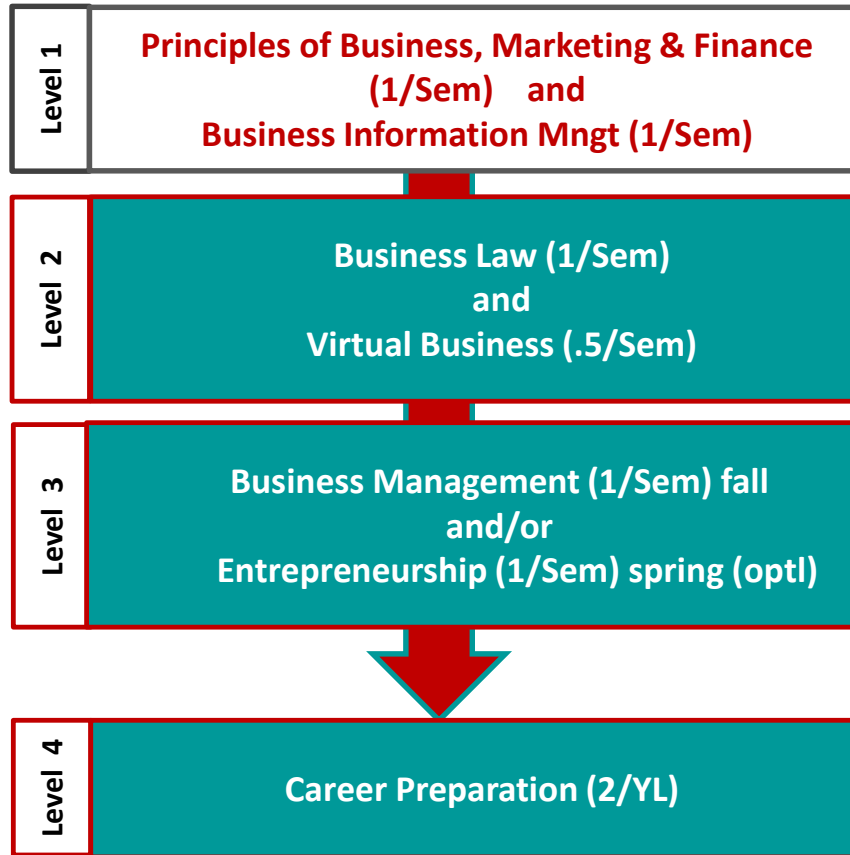 Level 1
Principles of Business, Marketing & Finance
(1/Sem) and
Business Information Mngt (1/Sem)
Level 2
Business Law (1/Sem)
and
Virtual Business (.5/Sem)
Level 3
Business Management (1/Sem) fall
and/or
Entrepreneurship (1/Sem) spring (optl)
Level 4
Career Preparation (2/YL)